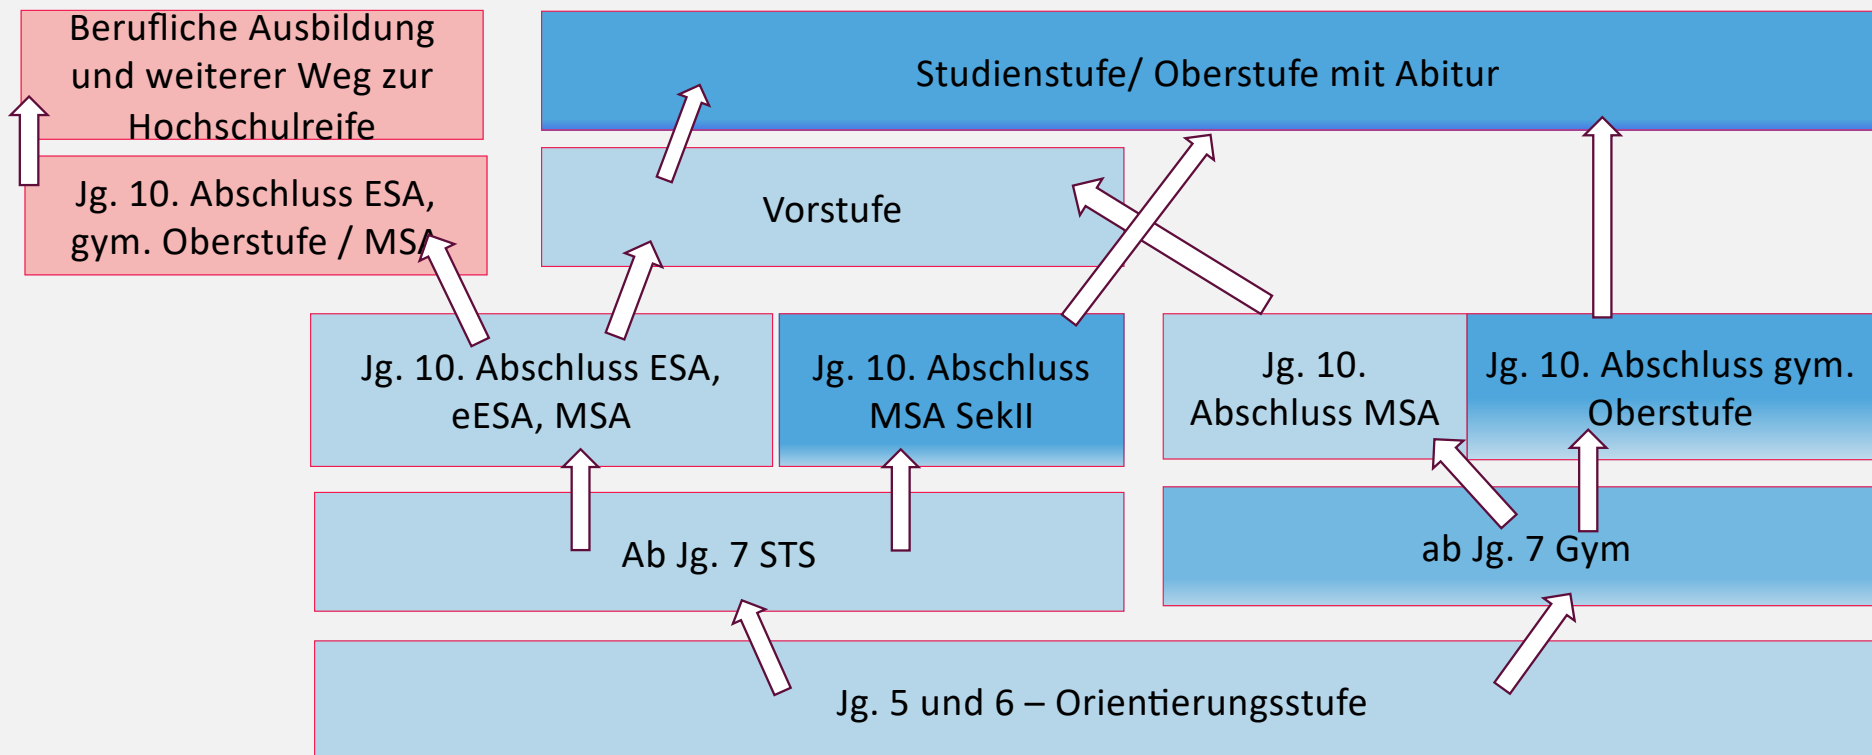 Berufliche Ausbildung
und weiterer Weg zur
Hochschulreife
Studienstufe/ Oberstufe mit Abitur
Jg. 10. Abschluss ESA,
gym. Oberstufe / MSA
Vorstufe
Jg. 10. Abschluss ESA,
eESA, MSA
Jg. 10. Abschluss
MSA SekII
Jg. 10.
Abschluss MSA
Jg. 10. Abschluss gym.
Oberstufe
Ab Jg. 7 STS
ab Jg. 7 Gym
Jg. 5 und 6 – Orientierungsstufe